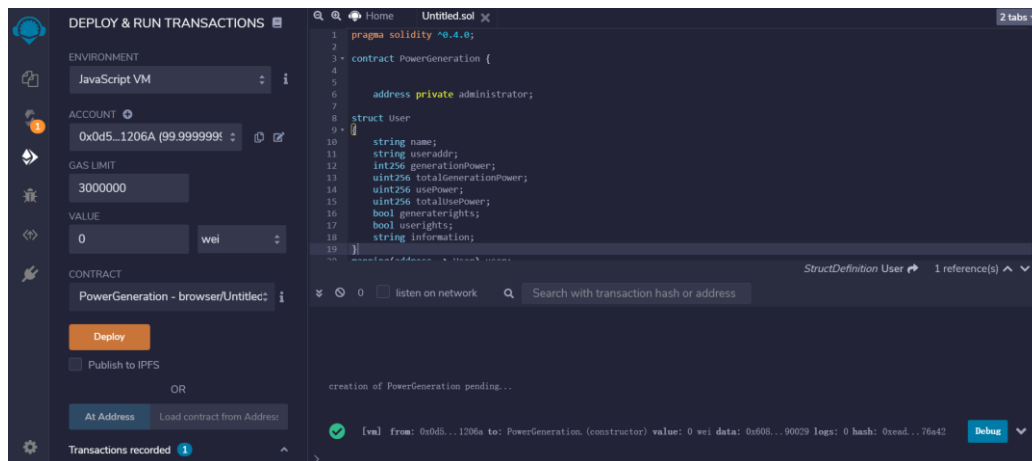 DEPLOY & RUN TRANSACTIONS
ENVIRONMENT
JavaScript VM
i
ACCOUNT
0x0d5...1206A (99.9999999
GAS LIMIT
3000000
VALUE
0
wei
CONTRACT
PowerGeneration - browser/Untitled
i
Deploy
Publish to IPFS
OR
At Address
Load contract from Address
Transactions recorded 1
1
Home
Untitled.sol
2 tabs
1 pragma solidity ^0.4.0;
2
3 contract PowerGeneration {
4
5
6 address private administrator;
7
8 struct User
9 {
10 string name;
11 string useraddr;
12 int256 generationPower;
13 uint256 totalGenerationPower;
14 uint256 usePower;
15 uint256 totalUsePower;
16 bool generaterights;
17 bool userights;
18 string information;
19 }
StructDefinition User 1 reference(s)
0
listen on network
Search with transaction hash or address
creation of PowerGeneration pending...
[vm] from: 0x0d5...1206a to: PowerGeneration.(constructor) value: 0 wei data: 0x608...90029 logs: 0 hash: 0xead...76a42
Debug
>